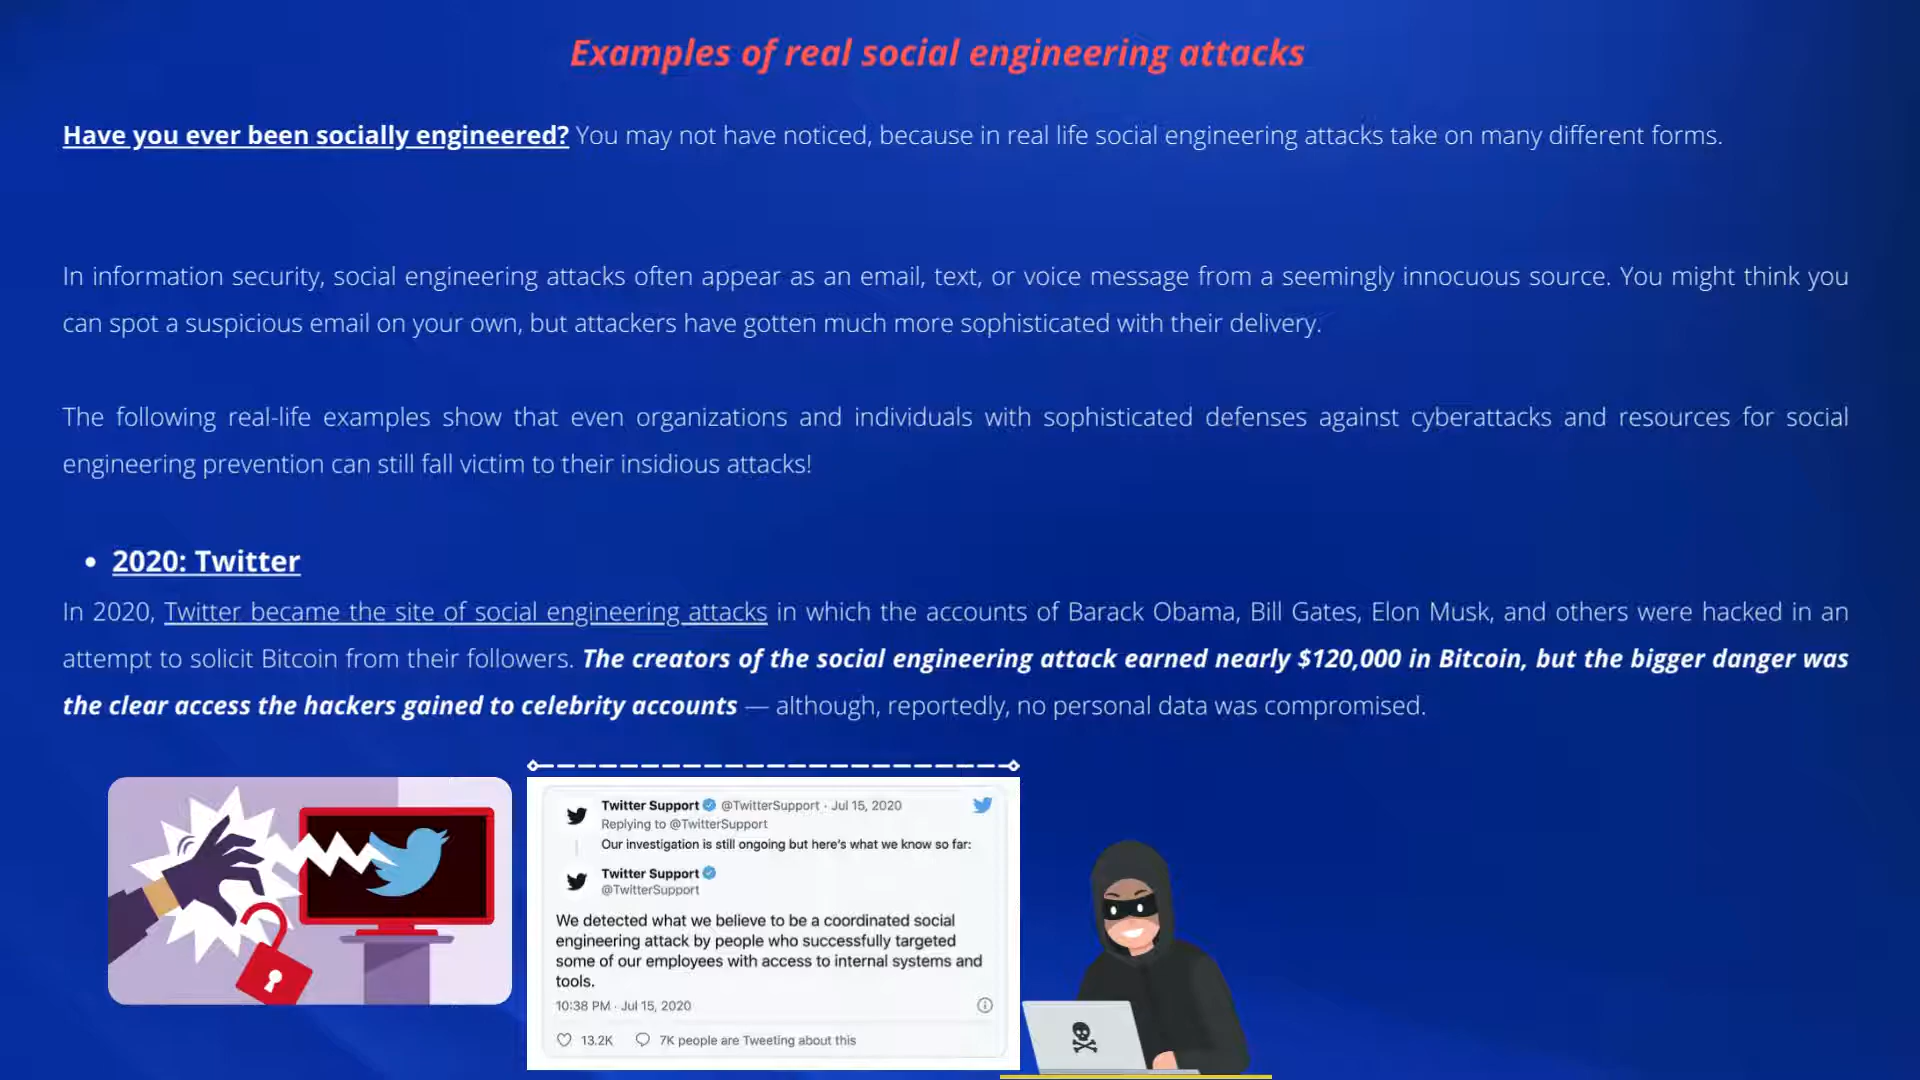 Examples of real social engineering attacks
Have you ever been socially engineered? You may not have noticed, because in real life social engineering attacks take on many different forms.
In information security, social engineering attacks often appear as an email, text, or voice message from a seemingly innocuous source. You might think you
can spot a suspicious email on your own, but attackers have gotten much more sophisticated with their delivery.
The following real-life examples show that even organizations and individuals with sophisticated defenses against cyberattacks and resources for social
engineering prevention can still fall victim to their insidious attacks!
• 2020: Twitter
In 2020, Twitter became the site of social engineering attacks in which the accounts of Barack Obama, Bill Gates, Elon Musk, and others were hacked in an
attempt to solicit Bitcoin from their followers. The creators of the social engineering attack earned nearly $120,000 in Bitcoin, but the bigger danger was
the clear access the hackers gained to celebrity accounts — although, reportedly, no personal data was compromised.
Twitter Support @TwitterSupport · Jul 15, 2020
Replying to @TwitterSupport
Our investigation is still ongoing but here's what we know so far:
Twitter Support
@TwitterSupport
We detected what we believe to be a coordinated social
engineering attack by people who successfully targeted
some of our employees with access to internal systems and
tools.
10:38 PM · Jul 15, 2020
13.2K 7K people are Tweeting about this